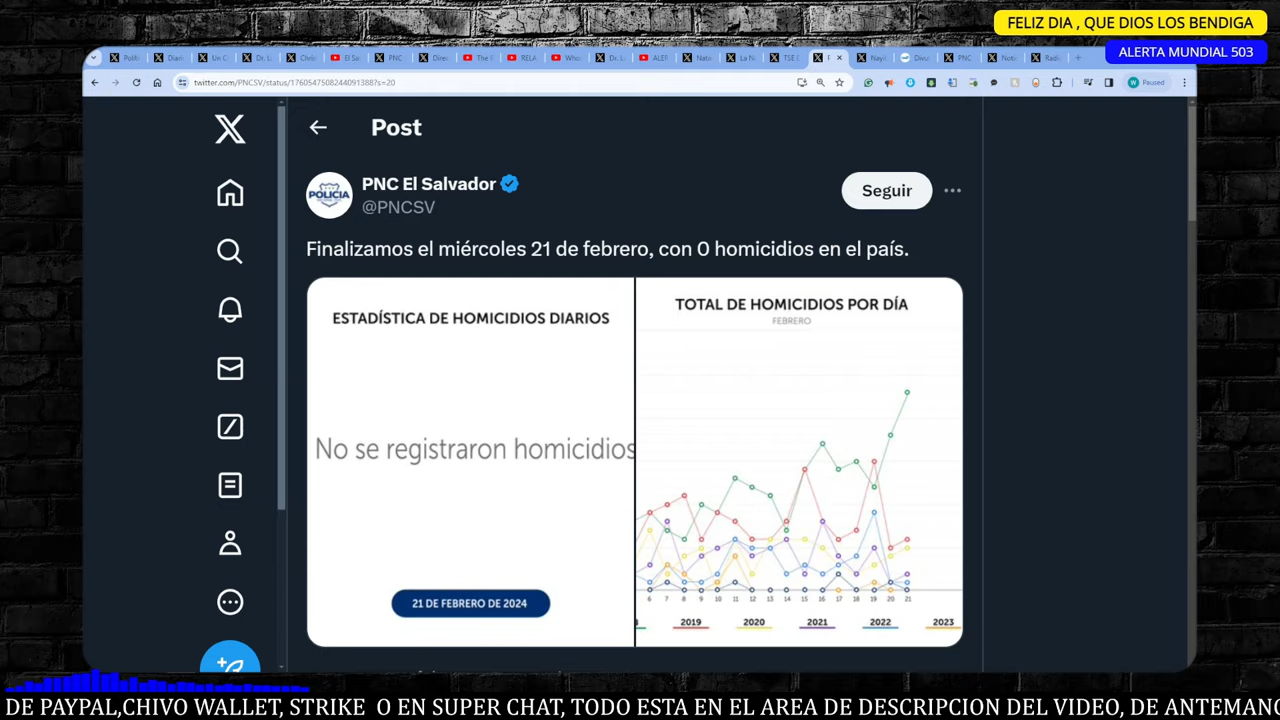 FELIZ DIA , QUE DIOS LOS BENDIGA
ALERTA MUNDIAL 503
twitter.com/PNCSV/status/1760547508244091388?s=20
Paused
Post
POLICIA
PNC El Salvador
@PNCSV
Seguir
Finalizamos el miércoles 21 de febrero, con 0 homicidios en el país.
ESTADÍSTICA DE HOMICIDIOS DIARIOS
No se registraron homicidios
21 DE FEBRERO DE 2024
TOTAL DE HOMICIDIOS POR DÍA
FEBRERO
6 7 8 9 10 11 12 13 14 15 16 17 18 19 20 21
2019 2020 2021 2022 2023
DE PAYPAL,CHIVO WALLET, STRIKE O EN SUPER CHAT, TODO ESTA EN EL AREA DE DESCRIPCION DEL VIDEO, DE ANTEMANO